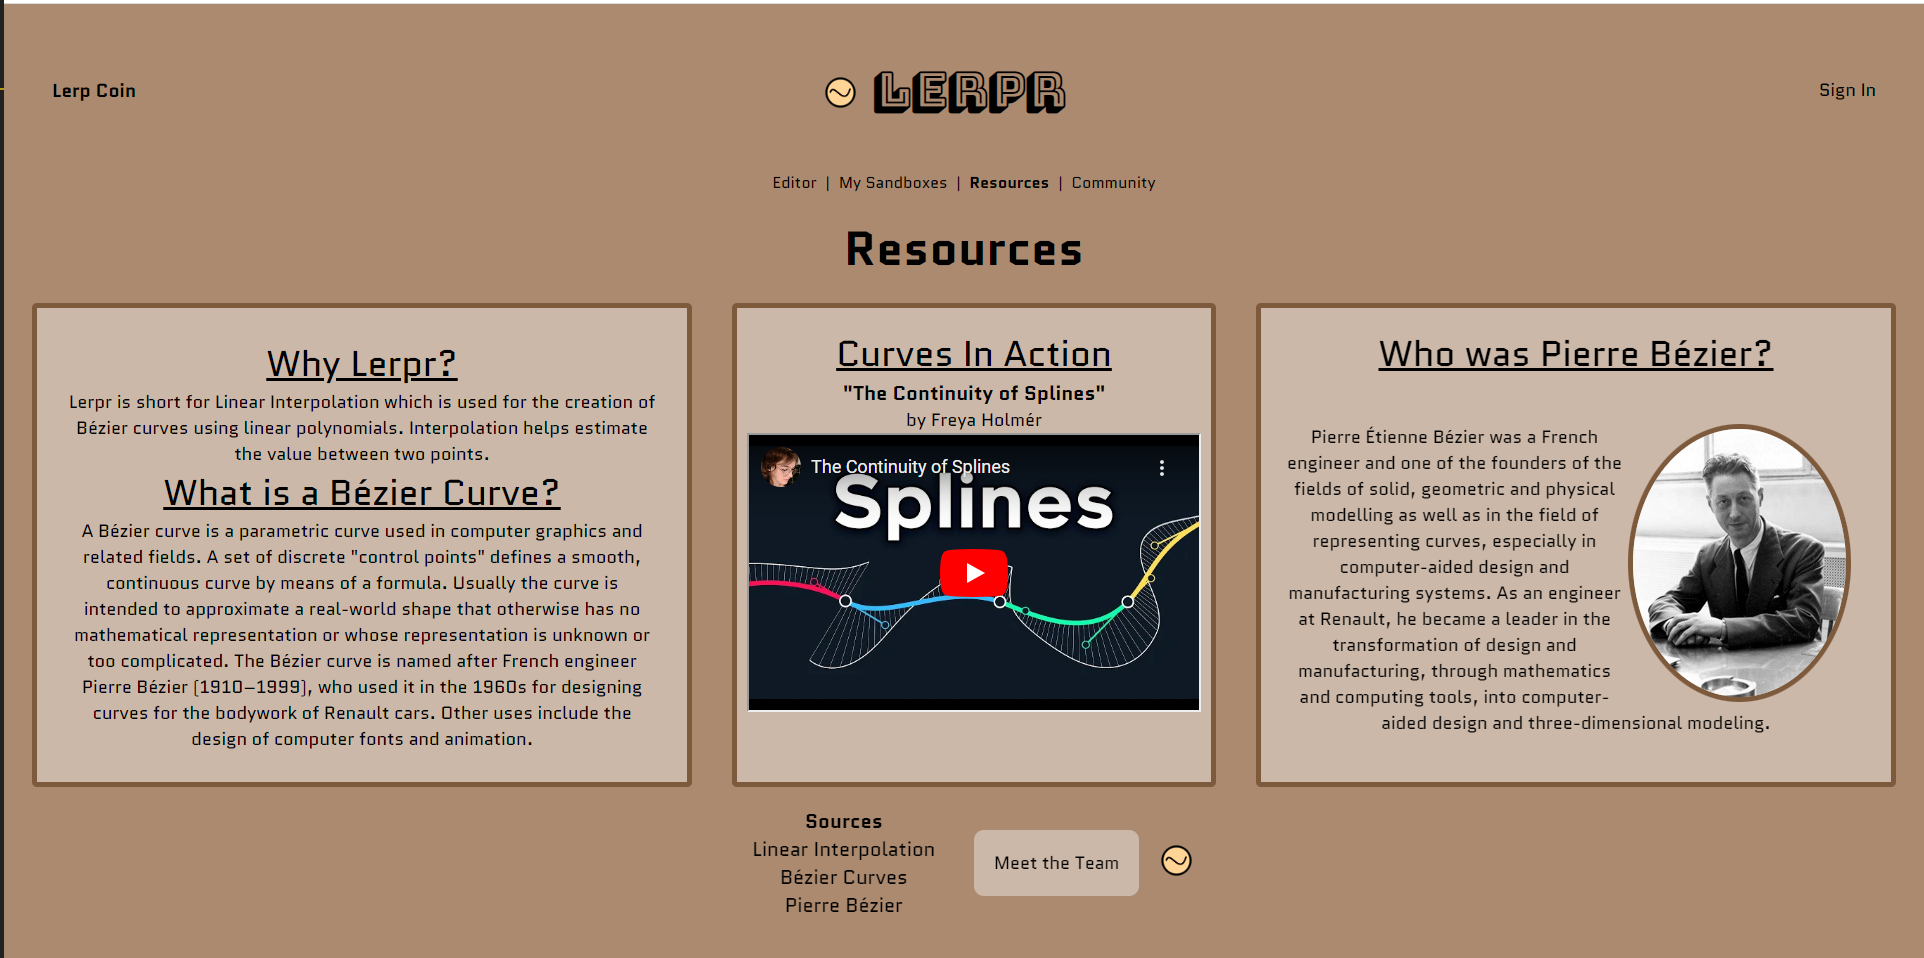 Lerp Coin
LERPR
Sign In
Editor | My Sandboxes | Resources | Community
Resources
Why Lerpr?
Lerpr is short for Linear Interpolation which is used for the creation of
Bézier curves using linear polynomials. Interpolation helps estimate
the value between two points.
What is a Bézier Curve?
A Bézier curve is a parametric curve used in computer graphics and
related fields. A set of discrete "control points" defines a smooth,
continuous curve by means of a formula. Usually the curve is
intended to approximate a real-world shape that otherwise has no
mathematical representation or whose representation is unknown or
too complicated. The Bézier curve is named after French engineer
Pierre Bézier (1910–1999), who used it in the 1960s for designing
curves for the bodywork of Renault cars. Other uses include the
design of computer fonts and animation.
Curves In Action
"The Continuity of Splines"
by Freya Holmér
The Continuity of Splines
Splines
Who was Pierre Bézier?
Pierre Étienne Bézier was a French
engineer and one of the founders of the
fields of solid, geometric and physical
modelling as well as in the field of
representing curves, especially in
computer-aided design and
manufacturing systems. As an engineer
at Renault, he became a leader in the
transformation of design and
manufacturing, through mathematics
and computing tools, into computer-
aided design and three-dimensional modeling.
Sources
Linear Interpolation
Bézier Curves
Pierre Bézier
Meet the Team